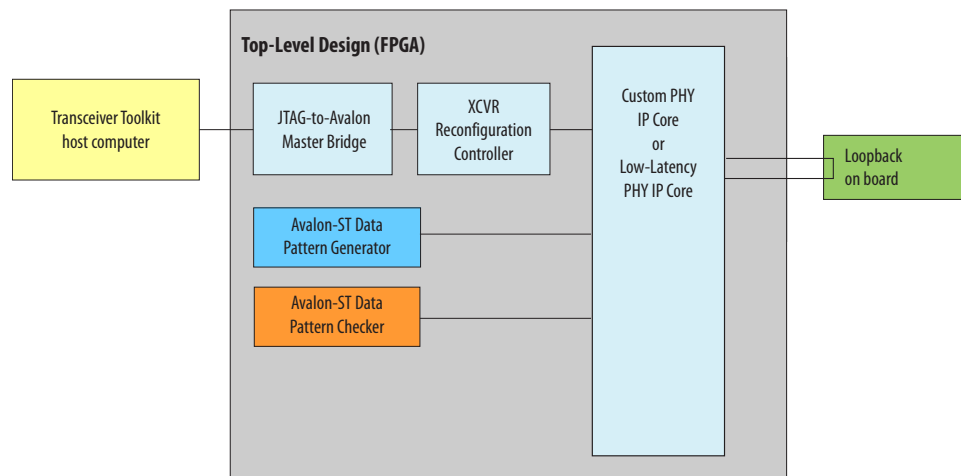 Top-Level Design (FPGA)
Transceiver Toolkit
host computer
JTAG-to-Avalon
Master Bridge
XCVR
Reconfiguration
Controller
Custom PHY
IP Core
or
Low-Latency
PHY IP Core
Loopback
on board
Avalon-ST Data
Pattern Generator
Avalon-ST Data
Pattern Checker